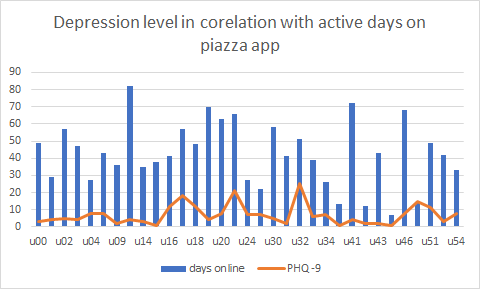 Depression level in corelation with active days on
piazza app
90
80
70
60
50
40
30
20
10
0
u00 u02 u04 u09 u14 u16 u18 u20 u24 u30 u32 u34 u41 u43 u46 u51 u54
days online PHQ-9